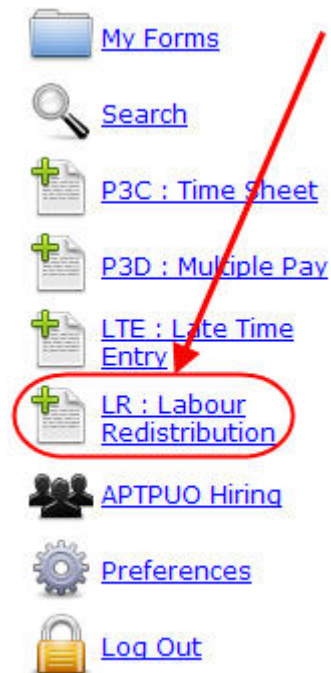 My Forms
Search
P3C : Time Sheet
P3D : Multiple Pay
LTE : Late Time
Entry
LR : Labour
Redistribution
APTPUO Hiring
Preferences
Log Out